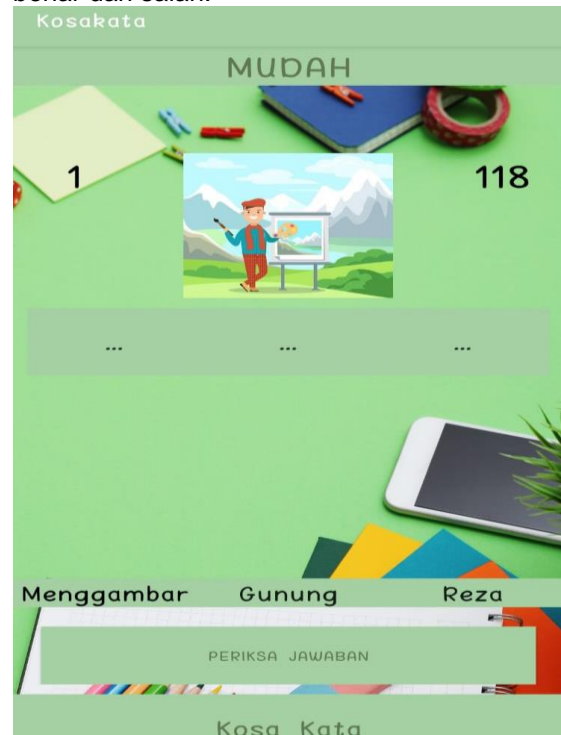 Kosakata
MUDAH
1 118
... ... ...
Menggambar Gunung Reza
PERIKSA JAWABAN
Kosa Kata